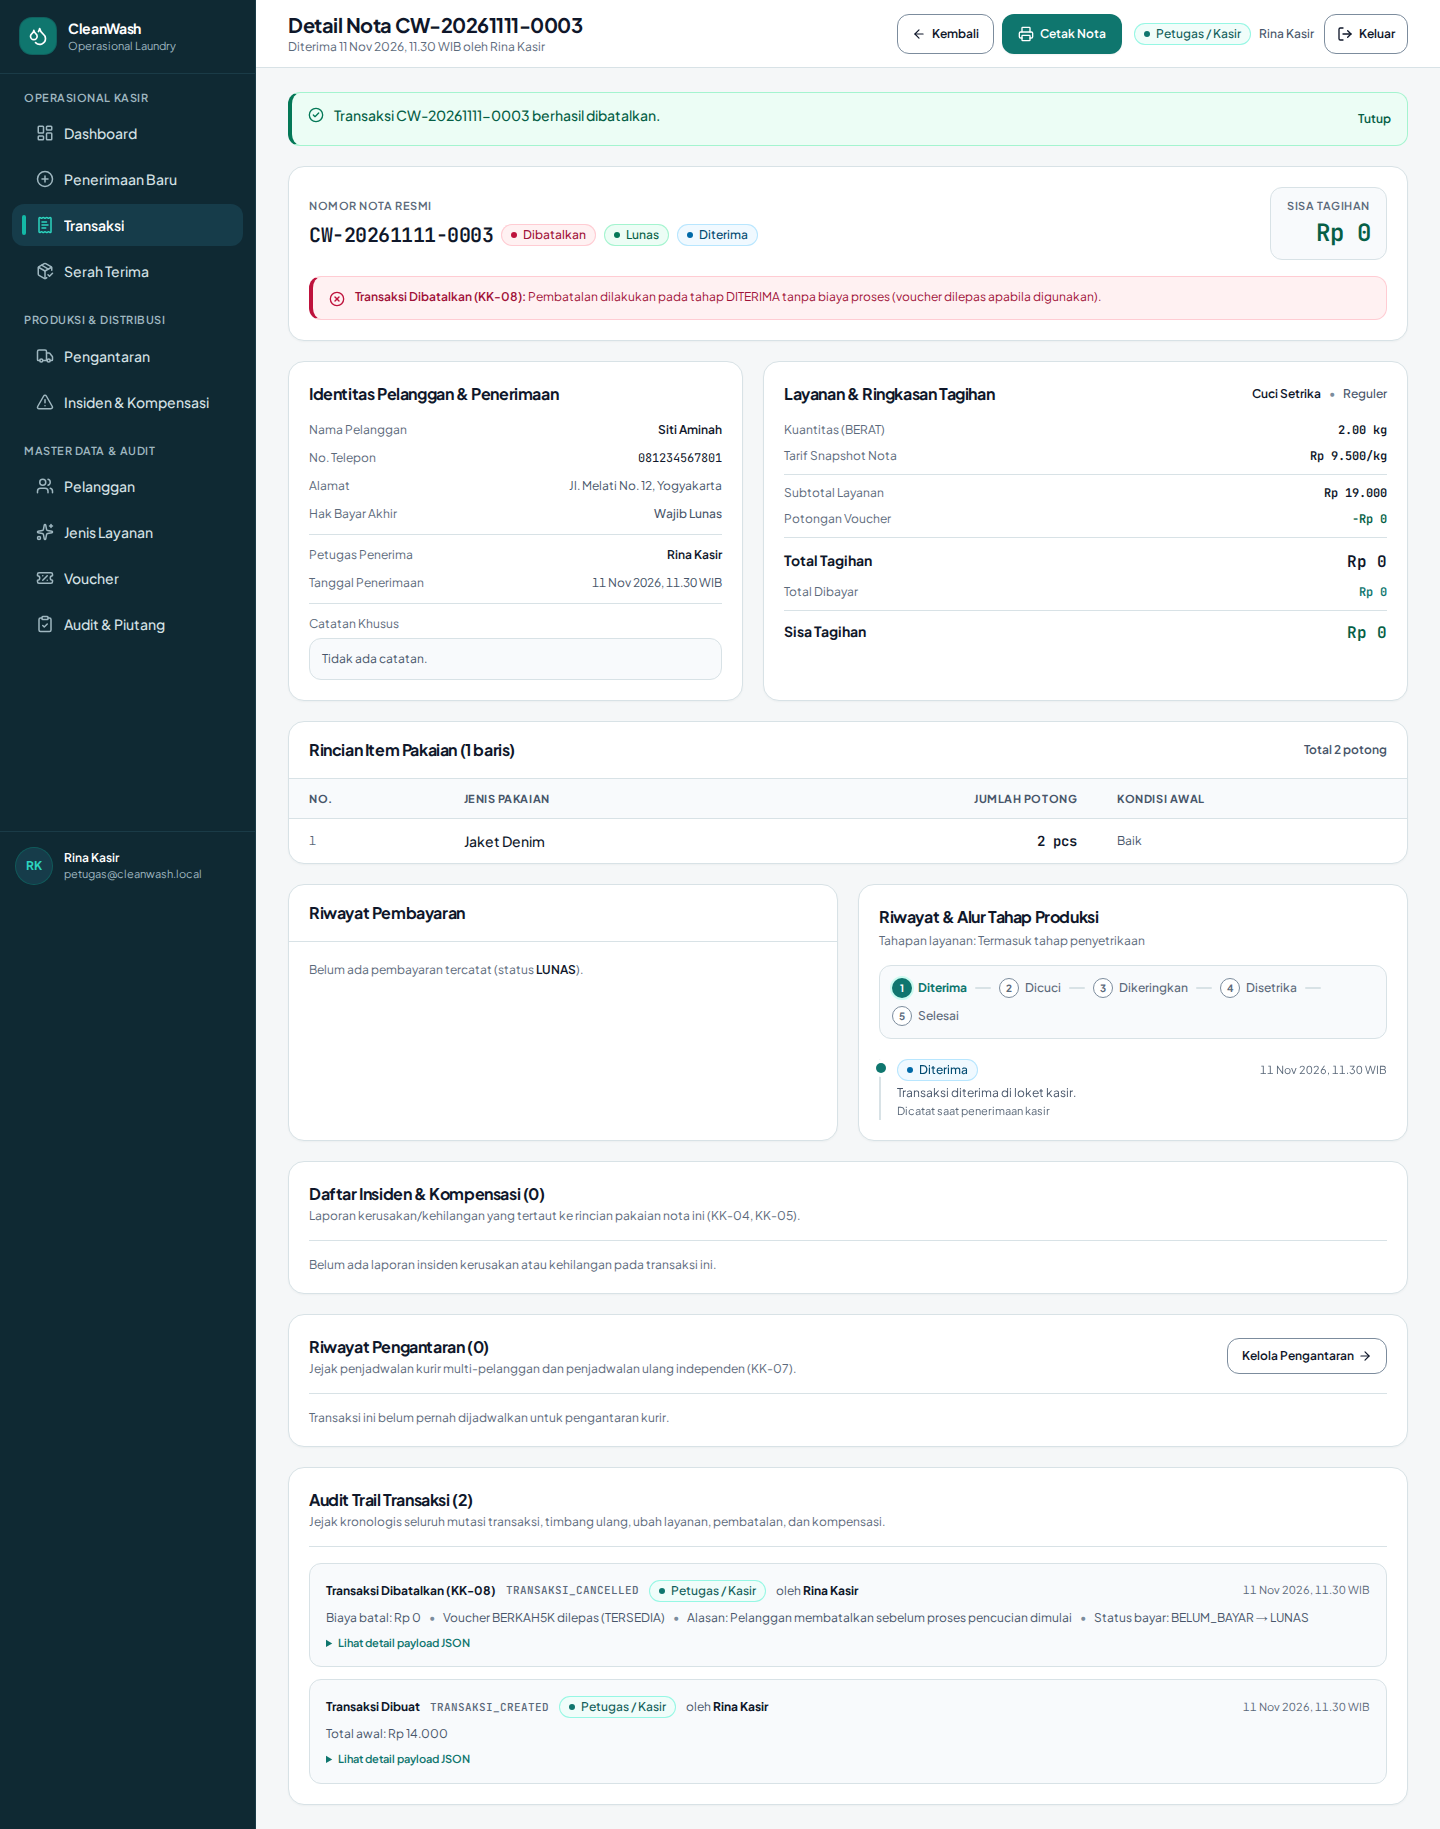 CleanWash
Operasional Laundry
OPERASIONAL KASIR
Dashboard
Penerimaan Baru
Transaksi
Serah Terima
PRODUKSI & DISTRIBUSI
Pengantaran
Insiden & Kompensasi
MASTER DATA & AUDIT
Pelanggan
Jenis Layanan
Voucher
Audit & Piutang
RK
Rina Kasir
petugas@cleanwash.local
Detail Nota CW-20261111-0003
Diterima 11 Nov 2026, 11.30 WIB oleh Rina Kasir
Kembali
Cetak Nota
Petugas / Kasir
Rina Kasir
Keluar
Transaksi CW-20261111-0003 berhasil dibatalkan.
Tutup
NOMOR NOTA RESMI
CW-20261111-0003 Dibatalkan Lunas Diterima
SISA TAGIHAN
Rp 0
Transaksi Dibatalkan (KK-08): Pembatalan dilakukan pada tahap DITERIMA tanpa biaya proses (voucher dilepas apabila digunakan).
Identitas Pelanggan & Penerimaan
Nama Pelanggan Siti Aminah
No. Telepon 081234567801
Alamat Jl. Melati No. 12, Yogyakarta
Hak Bayar Akhir Wajib Lunas
Petugas Penerima Rina Kasir
Tanggal Penerimaan 11 Nov 2026, 11.30 WIB
Catatan Khusus
Tidak ada catatan.
Layanan & Ringkasan Tagihan Cuci Setrika • Reguler
Kuantitas (BERAT) 2.00 kg
Tarif Snapshot Nota Rp 9.500/kg
Subtotal Layanan Rp 19.000
Potongan Voucher -Rp 0
Total Tagihan Rp 0
Total Dibayar Rp 0
Sisa Tagihan Rp 0
Rincian Item Pakaian (1 baris) Total 2 potong
NO. JENIS PAKAIAN JUMLAH POTONG KONDISI AWAL
1 Jaket Denim 2 pcs Baik
Riwayat Pembayaran
Belum ada pembayaran tercatat (status LUNAS).
Riwayat & Alur Tahap Produksi
Tahapan layanan: Termasuk tahap penyetrikaan
1 Diterima — 2 Dicuci — 3 Dikeringkan — 4 Disetrika —
5 Selesai
Diterima 11 Nov 2026, 11.30 WIB
Transaksi diterima di loket kasir.
Dicatat saat penerimaan kasir
Daftar Insiden & Kompensasi (0)
Laporan kerusakan/kehilangan yang tertaut ke rincian pakaian nota ini (KK-04, KK-05).
Belum ada laporan insiden kerusakan atau kehilangan pada transaksi ini.
Riwayat Pengantaran (0)
Jejak penjadwalan kurir multi-pelanggan dan penjadwalan ulang independen (KK-07).
Kelola Pengantaran →
Transaksi ini belum pernah dijadwalkan untuk pengantaran kurir.
Audit Trail Transaksi (2)
Jejak kronologis seluruh mutasi transaksi, timbang ulang, ubah layanan, pembatalan, dan kompensasi.
Transaksi Dibatalkan (KK-08) TRANSAKSI_CANCELLED Petugas / Kasir oleh Rina Kasir 11 Nov 2026, 11.30 WIB
Biaya batal: Rp 0 • Voucher BERKAH5K dilepas (TERSEDIA) • Alasan: Pelanggan membatalkan sebelum proses pencucian dimulai • Status bayar: BELUM_BAYAR → LUNAS
Lihat detail payload JSON
Transaksi Dibuat TRANSAKSI_CREATED Petugas / Kasir oleh Rina Kasir 11 Nov 2026, 11.30 WIB
Total awal: Rp 14.000
Lihat detail payload JSON